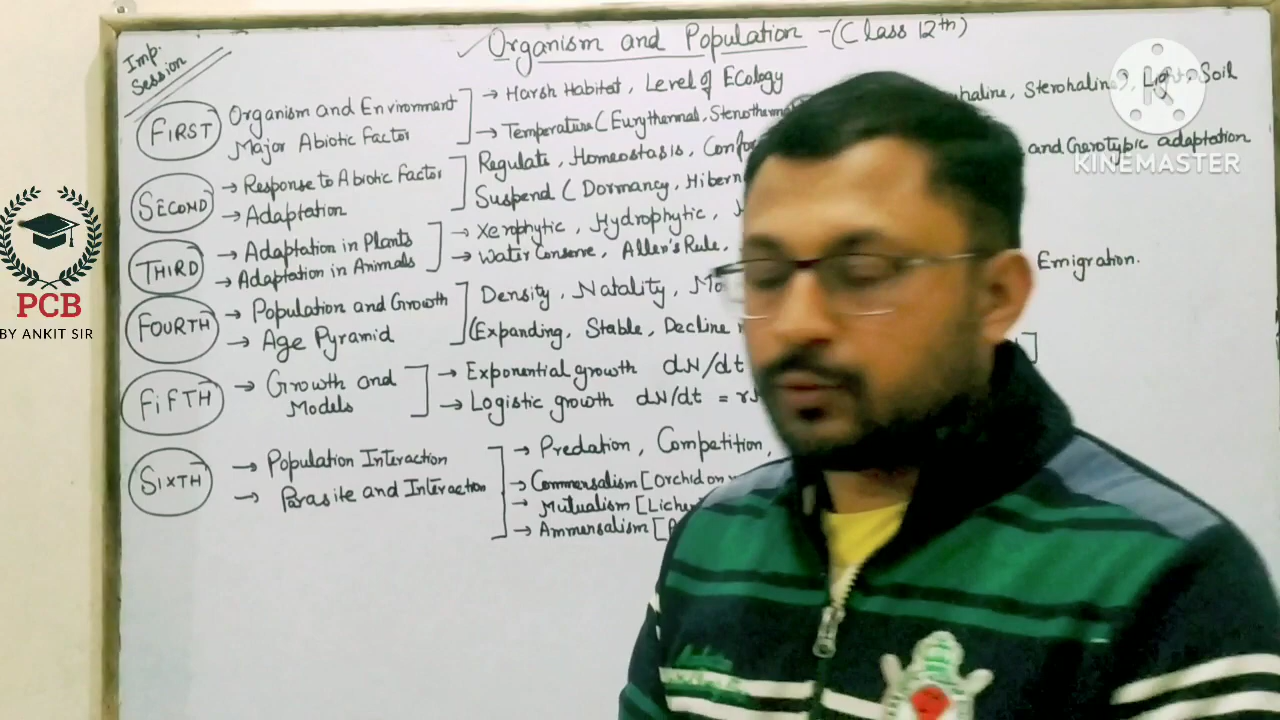 Imp.
Session
Organism and Population - (Class 12th)
FIRST
Organism and Environment
Major Abiotic Factor
→ Harsh Habitat, Level of Ecology
→ Temperature (Eurythermal, Stenotherma
haline, Stenohaline), Light, Soil
SECOND
→ Response to Abiotic Factor
→ Adaptation
Regulate, Homeostasis, Confor
and Genotypic adaptation
Suspend (Dormancy, Hibern
THIRD
→ Adaptation in Plants
→ Adaptation in Animals
→ Xerophytic, Hydrophytic,
→ Water Conserve, Allen's Rule,
FOURTH
→ Population and Growth
→ Age Pyramid
Density, Natality, Mo
Emigration.
(Expanding, Stable, Decline
FIFTH
→ Growth and
Models
→ Exponential growth dN/dt
→ Logistic growth dN/dt = rN
SIXTH
→ Population Interaction
→ Parasite and Interaction
→ Predation, Competition,
→ Commensalism [Orchid on
→ Mutualism [Lichen
→ Ammensalism [
PCB
BY ANKIT SIR
K
KINEMASTER